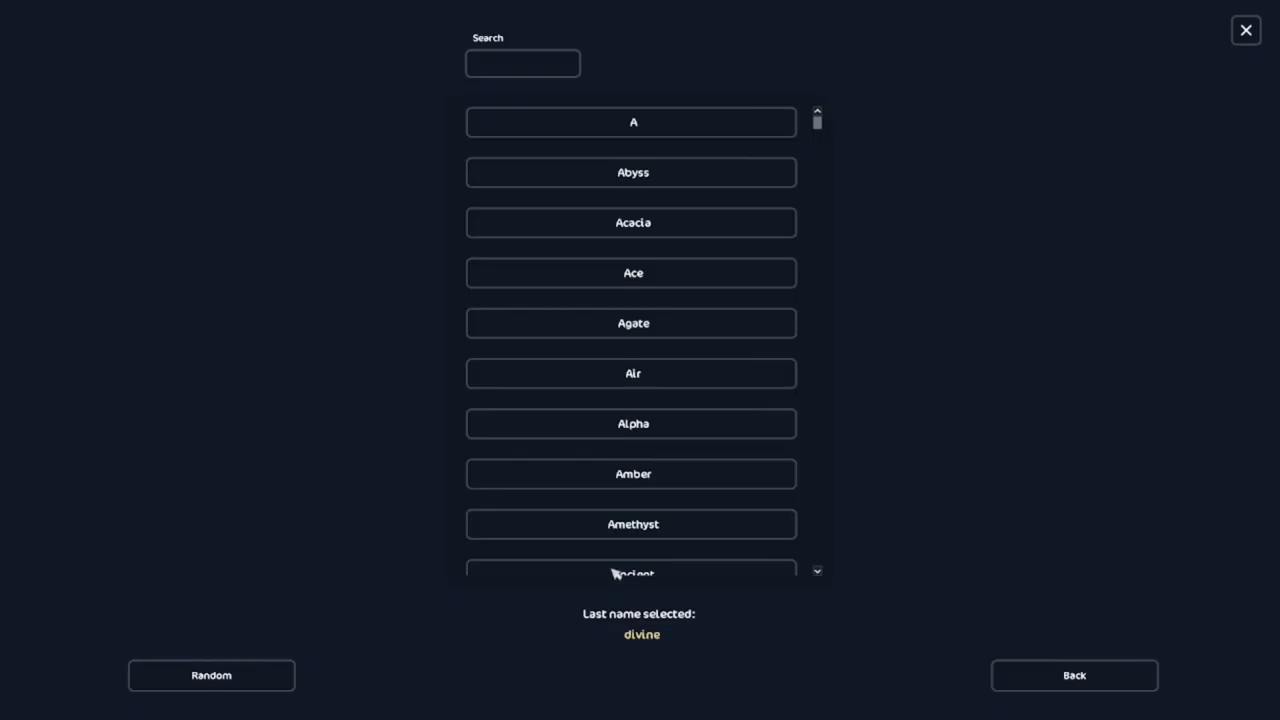 Search
A
Abyss
Acacia
Ace
Agate
Air
Alpha
Amber
Amethyst
Last name selected:
divine
Random
Back